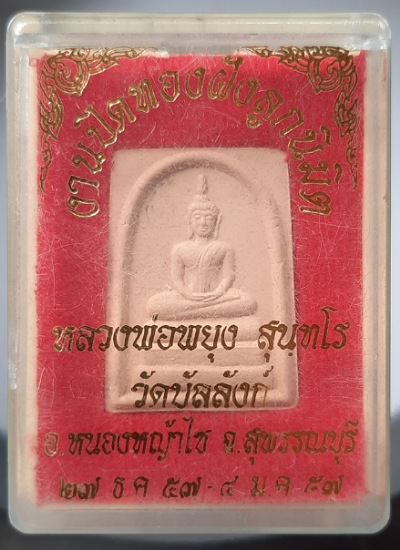 งานปิดทองฝังลูกนิมิต
หลวงพ่อพยุง สุนฺทโร
วัดบัลลังก์
อ.หนองหญ้าไซ จ.สุพรรณบุรี
๒๗ ธ ค ๕๗ - ๔ ม ค ๕๗